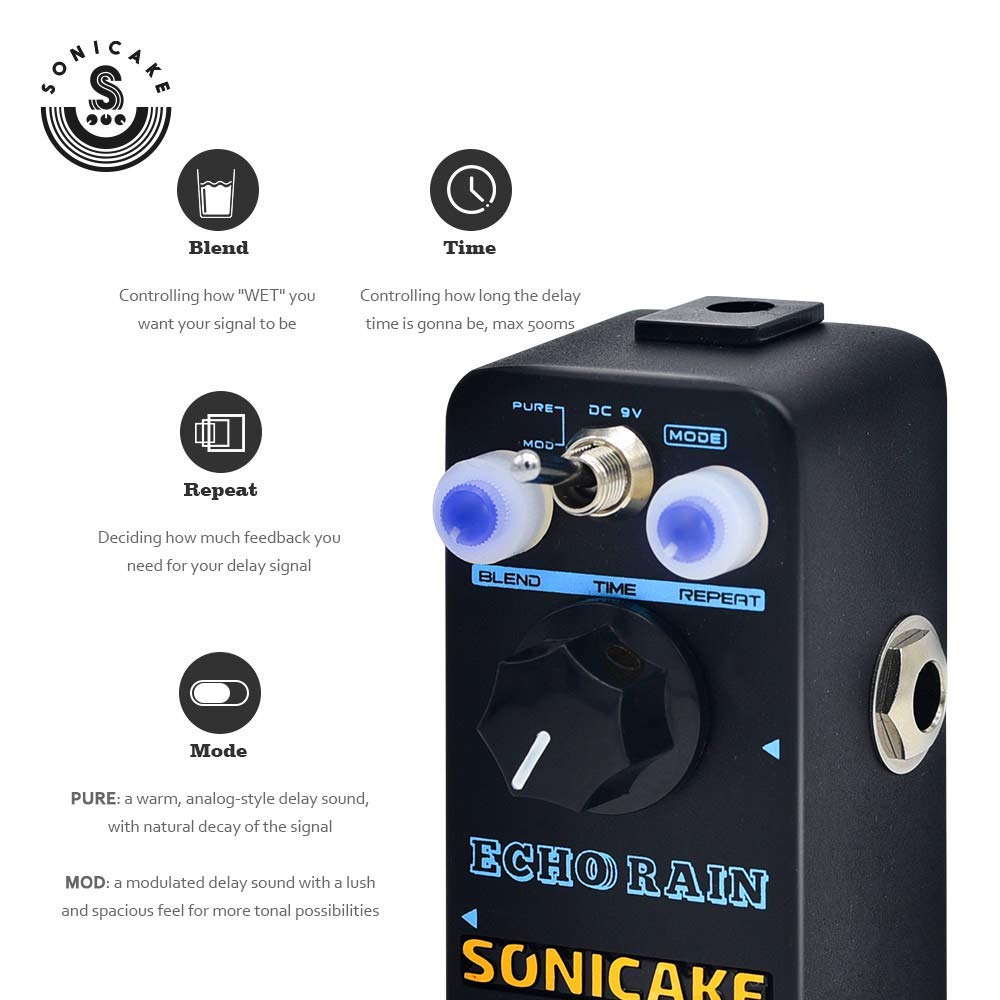 SONICAKE
S
Blend
Controlling how "WET" you
want your signal to be
Time
Controlling how long the delay
time is gonna be, max 500ms
Repeat
Deciding how much feedback you
need for your delay signal
Mode
PURE: a warm, analog-style delay sound,
with natural decay of the signal
MOD: a modulated delay sound with a lush
and spacious feel for more tonal possibilities
PURE
MOD
DC 9V
MODE
BLEND TIME REPEAT
ECHO RAIN
SONICAKE